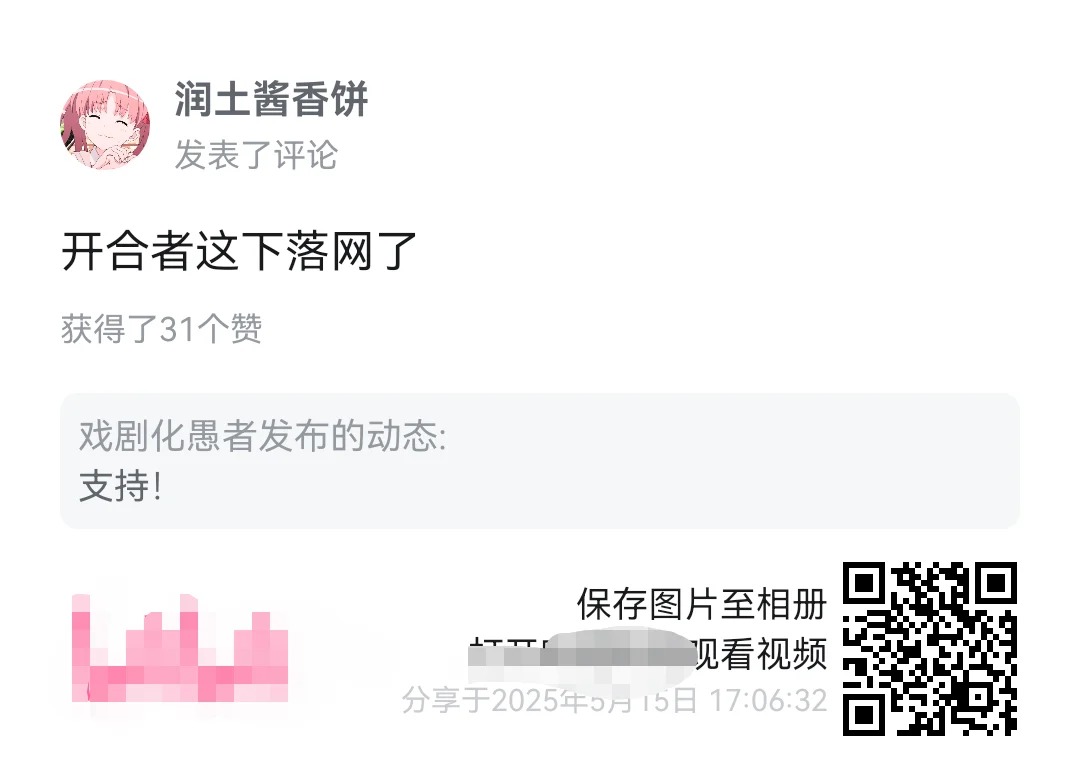 润土酱香饼
发表了评论
开合者这下落网了
获得了31个赞
戏剧化愚者发布的动态:
支持!
保存图片至相册
打开 观看视频
分享于2025年5月15日 17:06:32